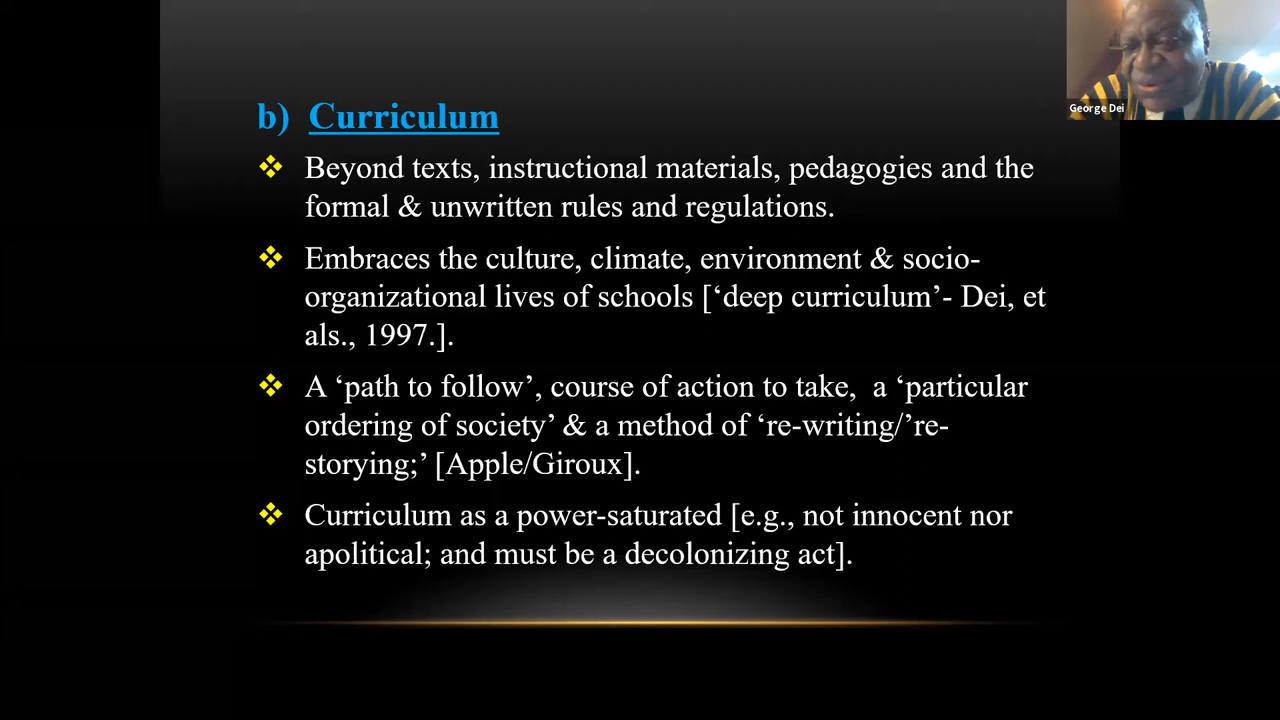 George Dei
b) Curriculum
❖ Beyond texts, instructional materials, pedagogies and the
formal & unwritten rules and regulations.
❖ Embraces the culture, climate, environment & socio-
organizational lives of schools [‘deep curriculum’- Dei, et
als., 1997.].
❖ A ‘path to follow’, course of action to take,  a ‘particular
ordering of society’ & a method of ‘re-writing/’re-
storying;’ [Apple/Giroux].
❖ Curriculum as a power-saturated [e.g., not innocent nor
apolitical; and must be a decolonizing act].